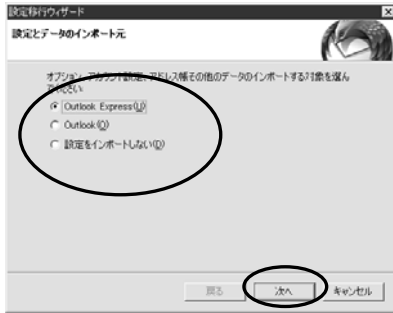 設定移行ウィザード
設定とデータのインポート元
オプション、アカウント設定、アドレス帳その他のデータのインポートする対象を選ん
でください
Outlook Express(U)
Outlook(O)
設定をインポートしない(D)
戻る
次へ
キャンセル